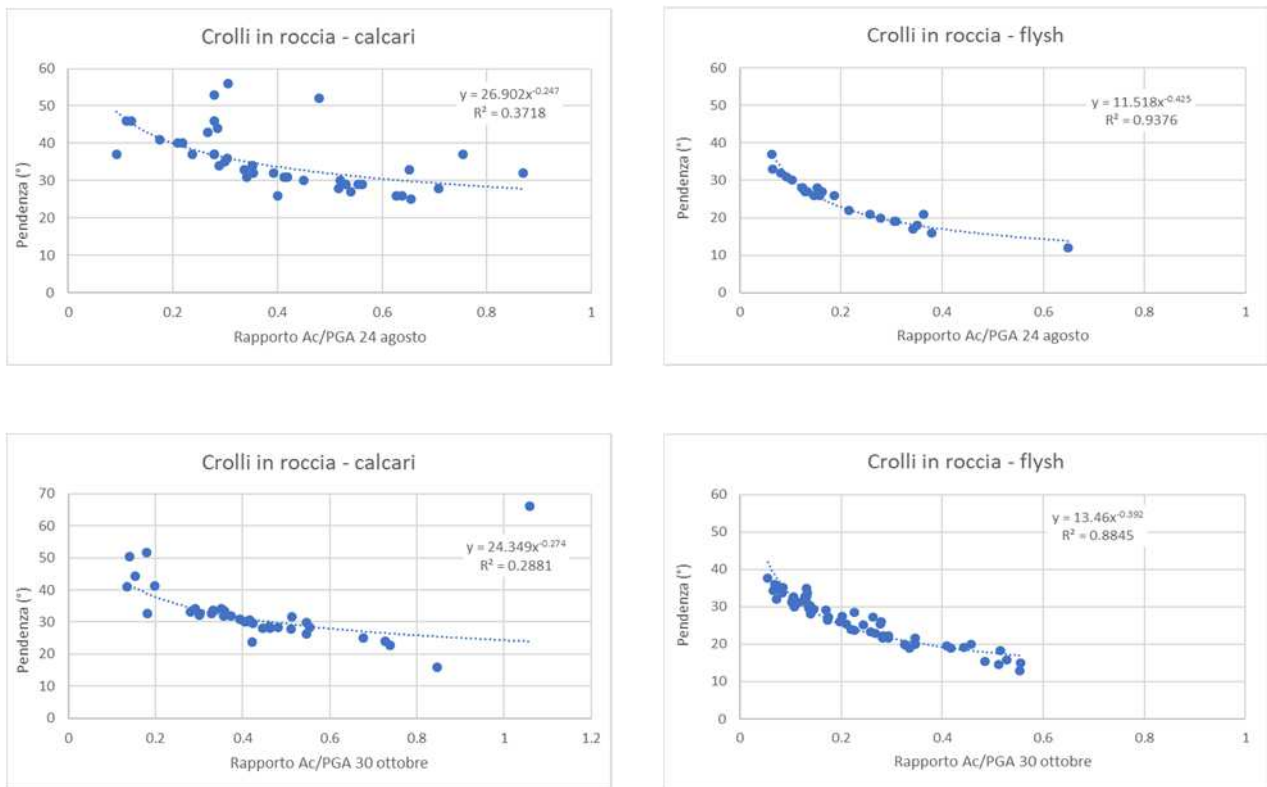 Crolli in roccia - calcari
60
50
40
30
20
10
0
Pendenza (°)
y = 26.902x^-0.247
R² = 0.3718
0 0.2 0.4 0.6 0.8 1
Rapporto Ac/PGA 24 agosto
Crolli in roccia - flysh
60
50
40
30
20
10
0
Pendenza (°)
y = 11.518x^-0.425
R² = 0.9376
0 0.2 0.4 0.6 0.8 1
Rapporto Ac/PGA 24 agosto
Crolli in roccia - calcari
70
60
50
40
30
20
10
0
Pendenza (°)
y = 24.349x^-0.274
R² = 0.2881
0 0.2 0.4 0.6 0.8 1 1.2
Rapporto Ac/PGA 30 ottobre
Crolli in roccia - flysh
60
50
40
30
20
10
0
Pendenza (°)
y = 13.46x^-0.392
R² = 0.8845
0 0.2 0.4 0.6 0.8 1
Rapporto Ac/PGA 30 ottobre